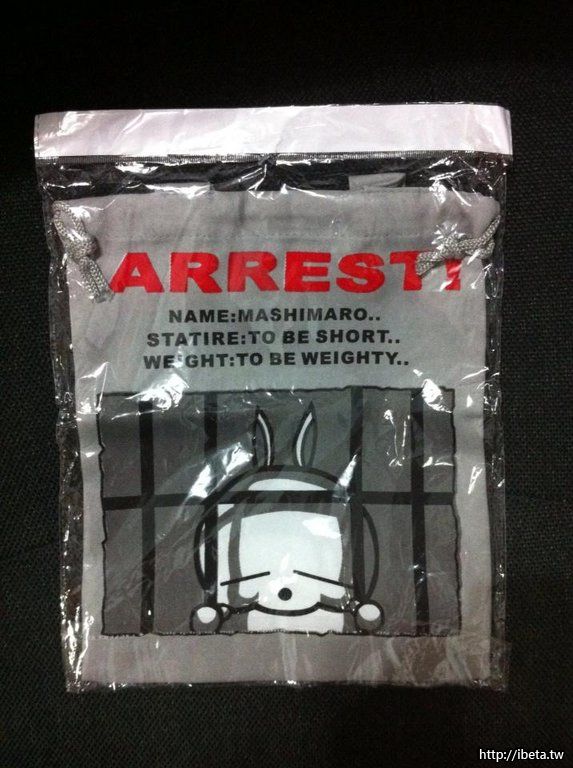 ARREST!
NAME:MASHIMARO..
STATIRE:TO BE SHORT..
WEIGHT:TO BE WEIGHTY..
http://ibeta.tw